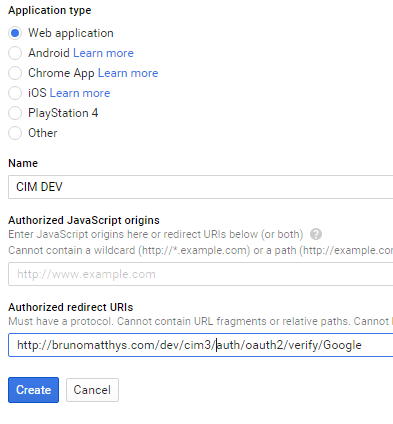 Application type
Web application
Android Learn more
Chrome App Learn more
iOS Learn more
PlayStation 4
Other
Name
CIM DEV
Authorized JavaScript origins
Enter JavaScript origins here or redirect URIs below (or both) ?
Cannot contain a wildcard (http://*.example.com) or a path (http://example.com
http://www.example.com
Authorized redirect URIs
Must have a protocol. Cannot contain URL fragments or relative paths. Cannot
http://brunomatthys.com/dev/cim3/auth/oauth2/verify/Google
Create Cancel